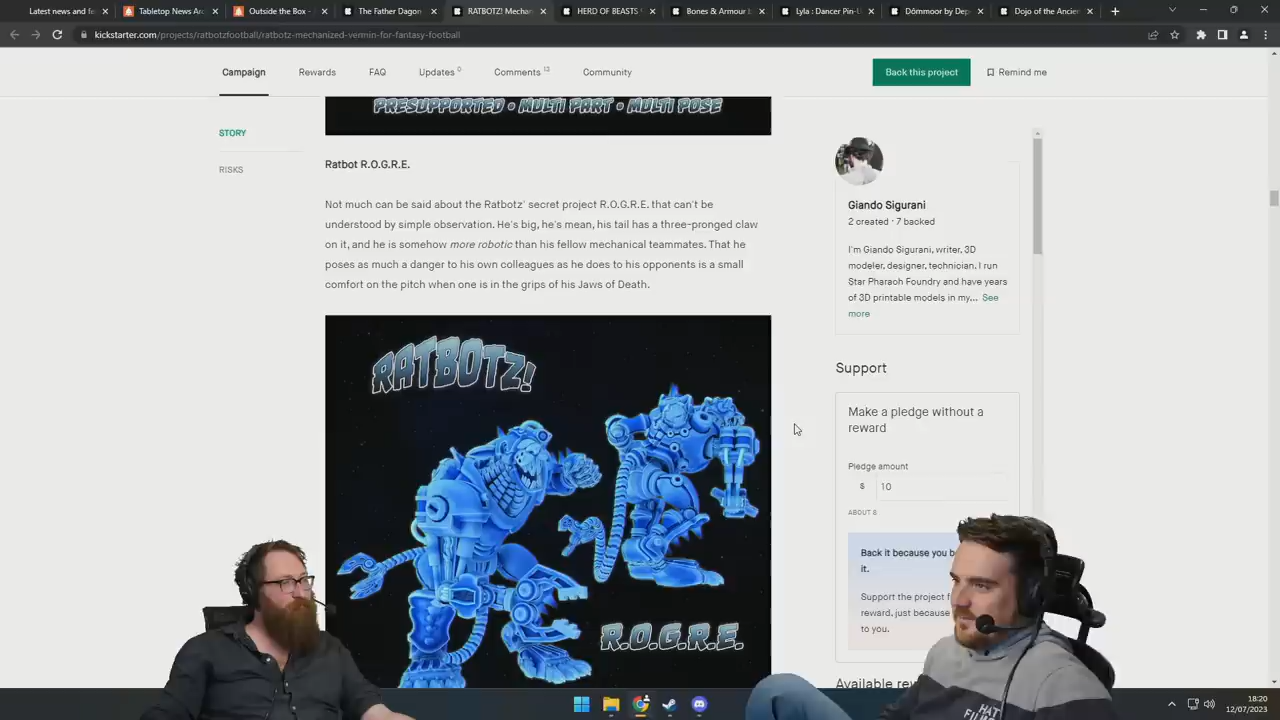 Latest news
Tabletop News Arc
Outside the Box -
The Father Dagon
RATBOTZ! Mechan
HERD OF BEASTS
Bones & Armour
Lyla : Dancer Pin-U
Dômmoor by Dep
Dojo of the Ancien
kickstarter.com/projects/ratbotzfootball/ratbotz-mechanized-vermin-for-fantasy-football
Campaign
Rewards
FAQ
Updates 0
Comments 13
Community
Back this project
Remind me
PRESUPPORTED • MULTI PART • MULTI POSE
STORY
RISKS
Ratbot R.O.G.R.E.
Not much can be said about the Ratbotz' secret project R.O.G.R.E. that can't be
understood by simple observation. He's big, he's mean, his tail has a three-pronged claw
on it, and he is somehow more robotic than his fellow mechanical teammates. That he
poses as much a danger to his own colleagues as he does to his opponents is a small
comfort on the pitch when one is in the grips of his Jaws of Death.
RATBOTZ!
R.O.G.R.E.
Giando Sigurani
2 created · 7 backed
I'm Giando Sigurani, writer, 3D
modeler, designer, technician. I run
Star Pharaoh Foundry and have years
of 3D printable models in my... See
more
Support
Make a pledge without a
reward
Pledge amount
$ 10
ABOUT $
Back it because you b
it.
Support the project f
reward, just because
to you.
Available rew
HAT
18:20
12/07/2023